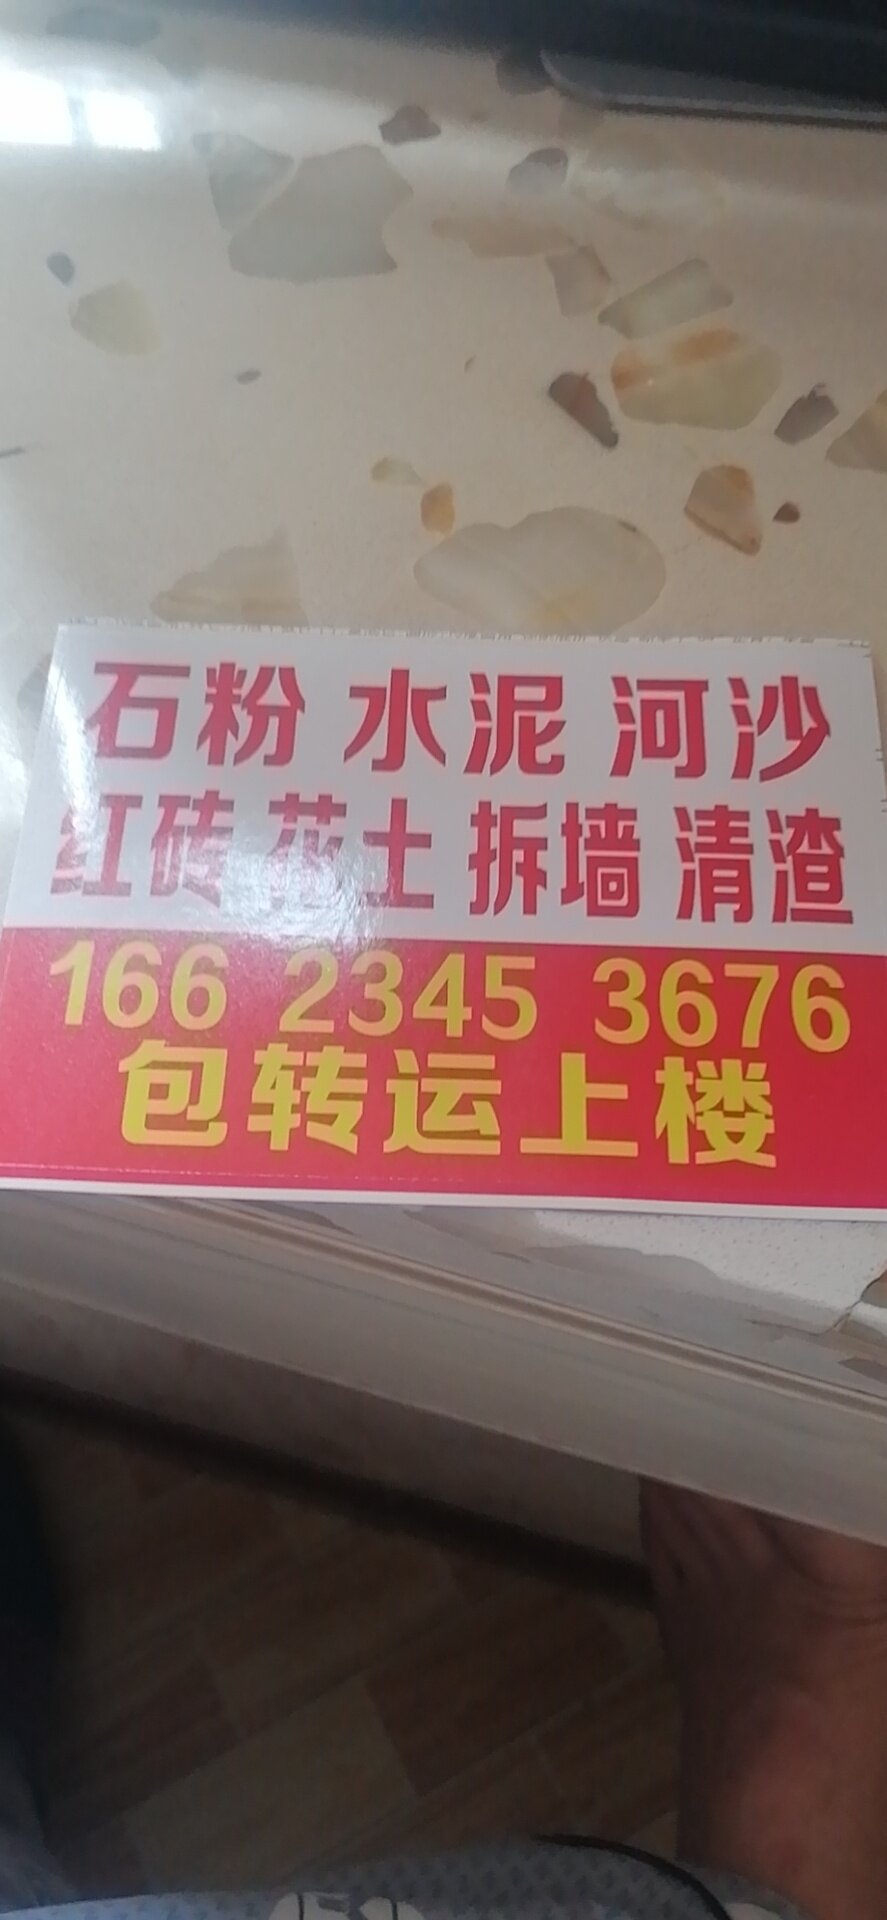 石粉 水泥 河沙
红砖 花土 拆墙 清渣
166 2345 3676
包转运上楼